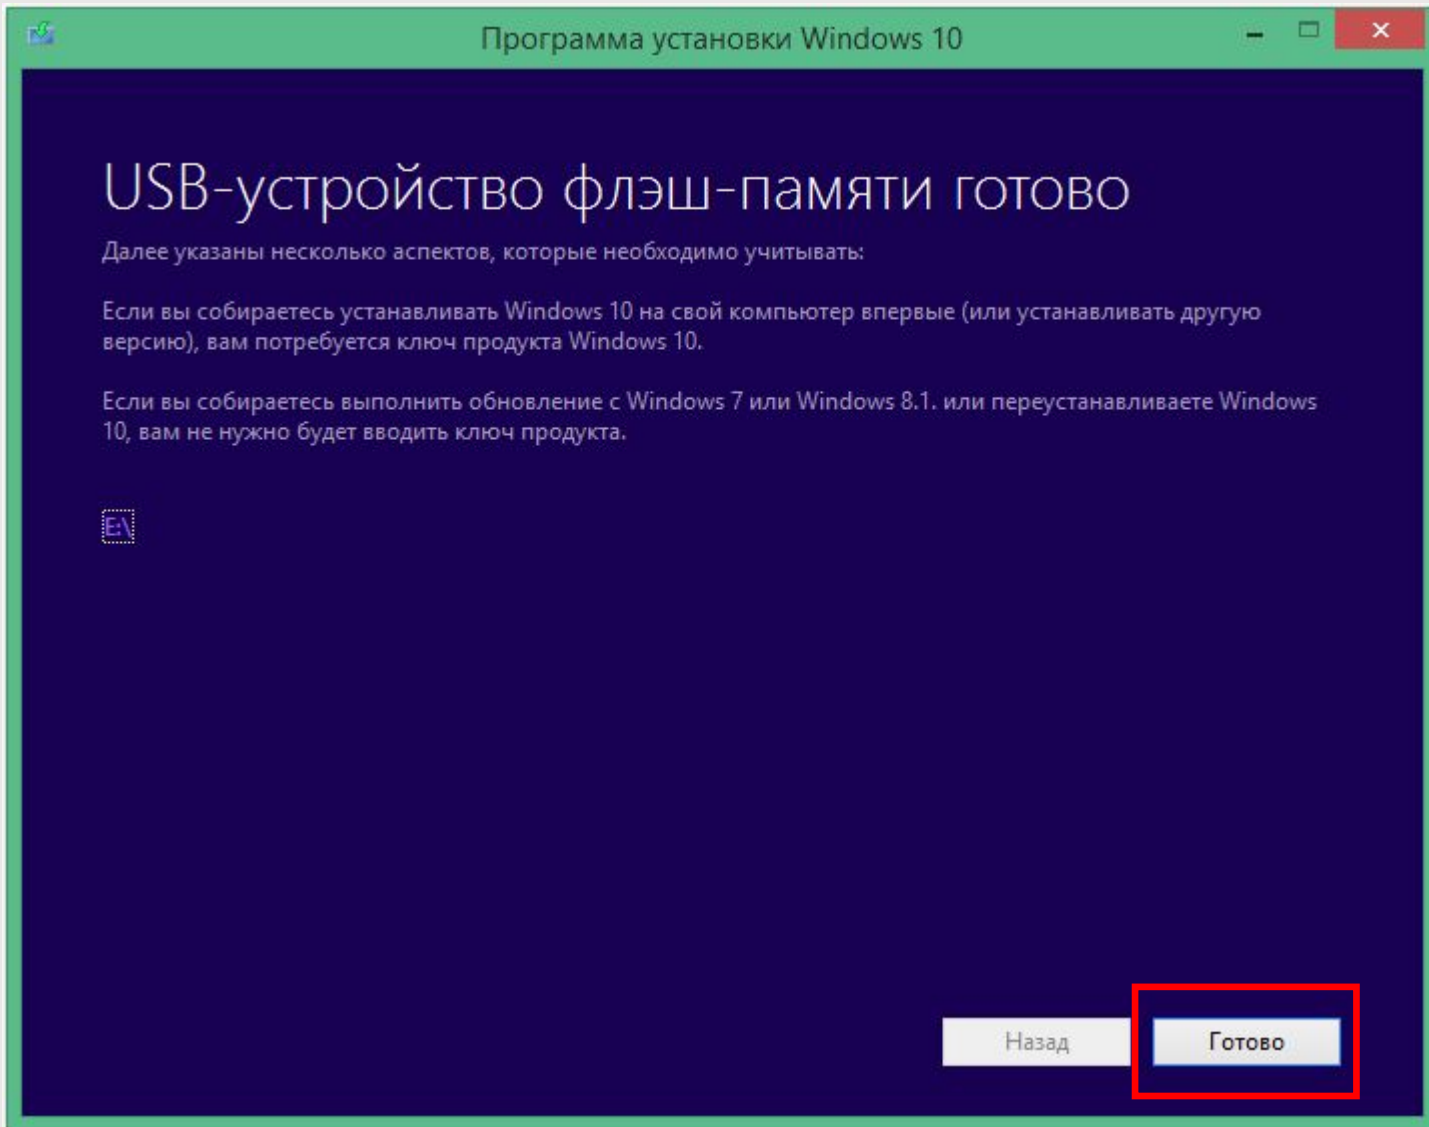 Программа установки Windows 10
USB-устройство флэш-памяти готово
Далее указаны несколько аспектов, которые необходимо учитывать:
Если вы собираетесь устанавливать Windows 10 на свой компьютер впервые (или устанавливать другую
версию), вам потребуется ключ продукта Windows 10.
Если вы собираетесь выполнить обновление с Windows 7 или Windows 8.1. или переустанавливаете Windows
10, вам не нужно будет вводить ключ продукта.
E:\
Назад
Готово